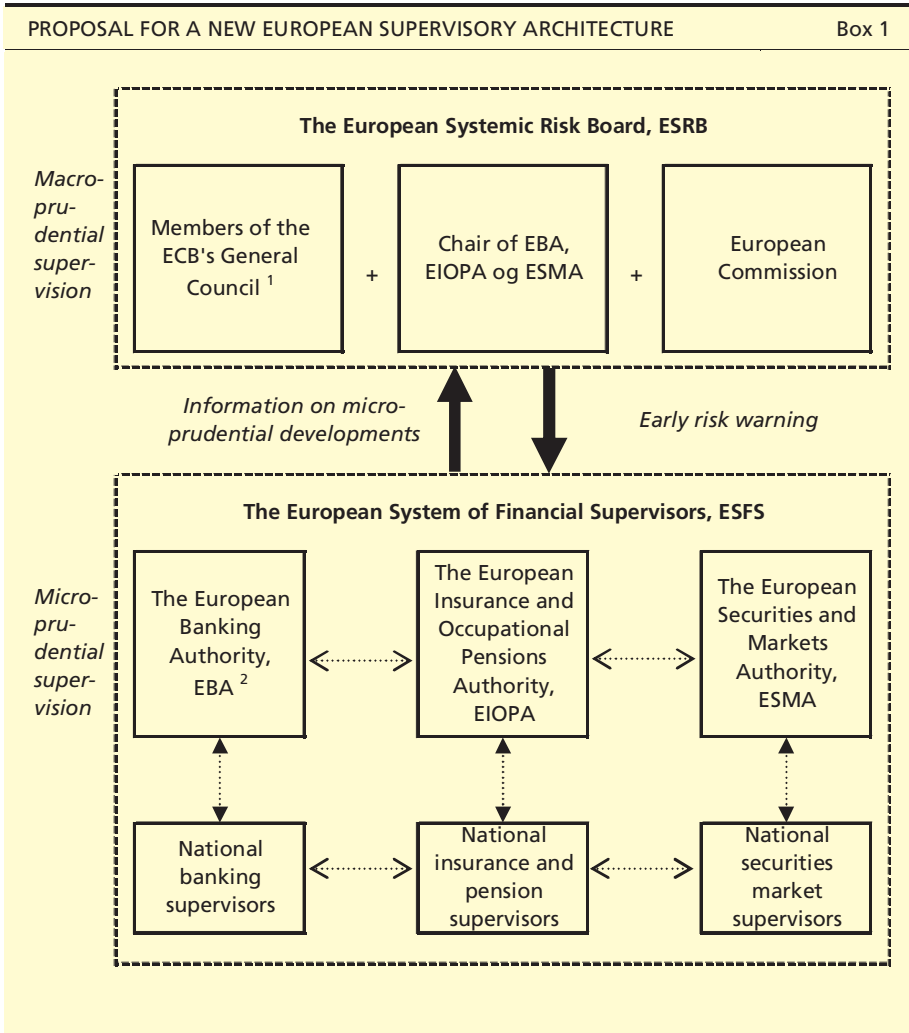 PROPOSAL FOR A NEW EUROPEAN SUPERVISORY ARCHITECTURE Box 1
The European Systemic Risk Board, ESRB
Macro-
pru-
dential
super-
vision
Members of the
ECB's General
Council 1
+
Chair of EBA,
EIOPA og ESMA
+
European
Commission
Information on micro-
prudential developments
Early risk warning
The European System of Financial Supervisors, ESFS
Micro-
pru-
dential
super-
vision
The European
Banking
Authority,
EBA 2
The European
Insurance and
Occupational
Pensions
Authority,
EIOPA
The European
Securities and
Markets
Authority,
ESMA
National
banking
supervisors
National
insurance and
pension
supervisors
National
securities
market
supervisors